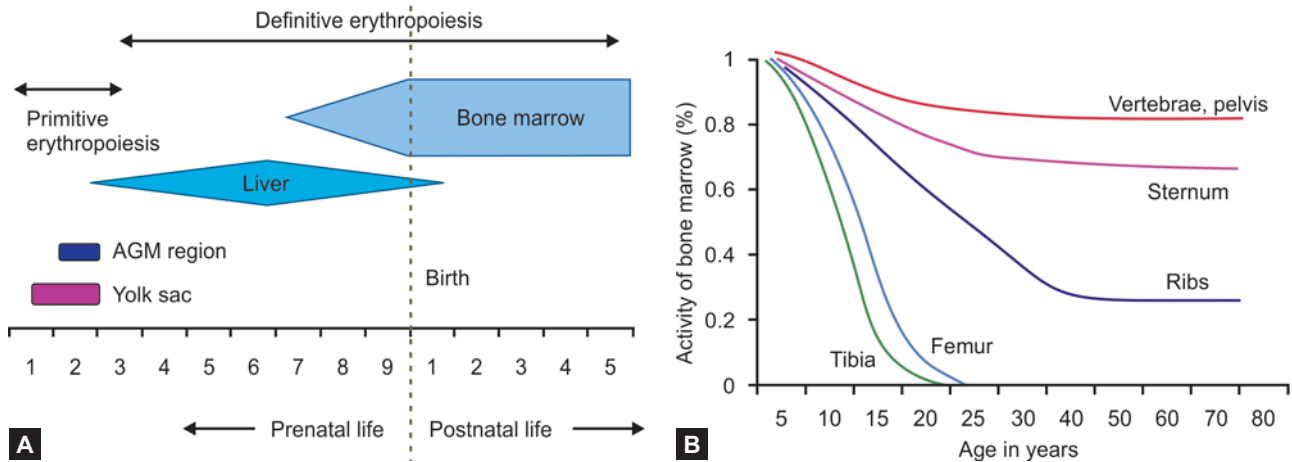 Definitive erythropoiesis
Primitive
erythropoiesis
Bone marrow
Liver
AGM region
Yolk sac
Birth
1 2 3 4 5 6 7 8 9 1 2 3 4 5
Prenatal life
Postnatal life
A
Activity of bone marrow (%)
1
0.8
0.6
0.4
0.2
0
Vertebrae, pelvis
Sternum
Ribs
Femur
Tibia
5 10 15 20 25 30 40 60 70 80
Age in years
B